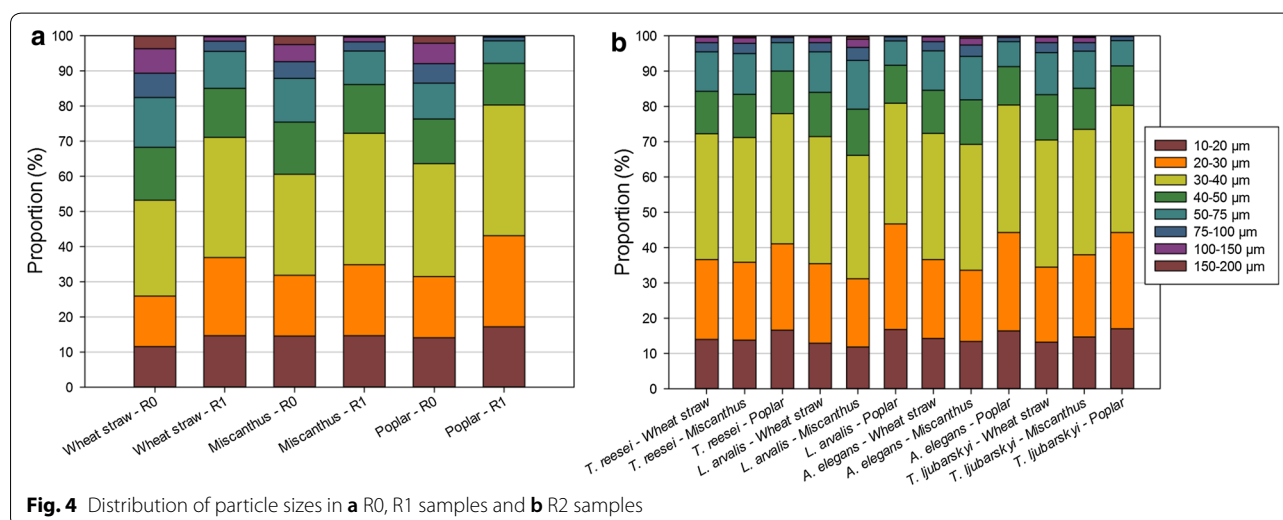 a
Proportion (%)
100
90
80
70
60
50
40
30
20
10
0
Wheat straw - R0
Wheat straw - R1
Miscanthus - R0
Miscanthus - R1
Poplar - R0
Poplar - R1
b
Proportion (%)
100
90
80
70
60
50
40
30
20
10
0
T. reesei - Wheat straw
T. reesei - Miscanthus
T. reesei - Poplar
L. arvalis - Wheat straw
L. arvalis - Miscanthus
L. arvalis - Poplar
A. elegans - Wheat straw
A. elegans - Miscanthus
A. elegans - Poplar
T. ljubarskyi - Wheat straw
T. ljubarskyi - Miscanthus
T. ljubarskyi - Poplar
10-20 µm
20-30 µm
30-40 µm
40-50 µm
50-75 µm
75-100 µm
100-150 µm
150-200 µm
Fig. 4 Distribution of particle sizes in a R0, R1 samples and b R2 samples